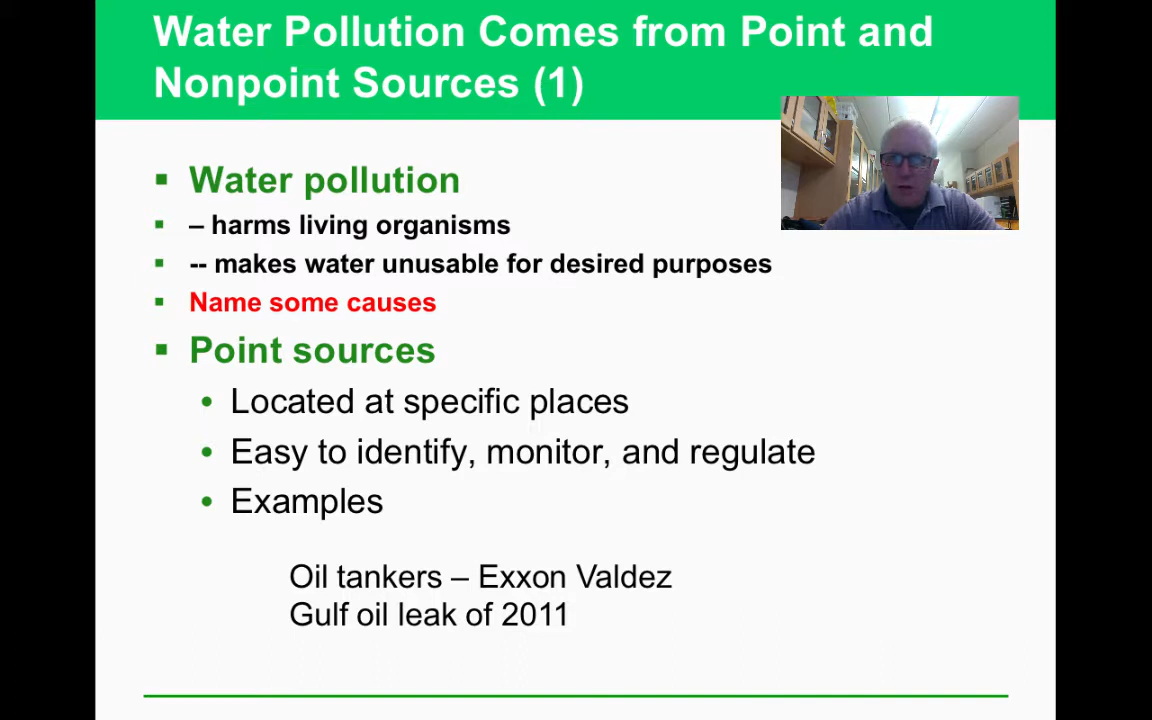 Water Pollution Comes from Point and
Nonpoint Sources (1)
Water pollution
– harms living organisms
-- makes water unusable for desired purposes
Name some causes
Point sources
Located at specific places
Easy to identify, monitor, and regulate
Examples
Oil tankers – Exxon Valdez
Gulf oil leak of 2011